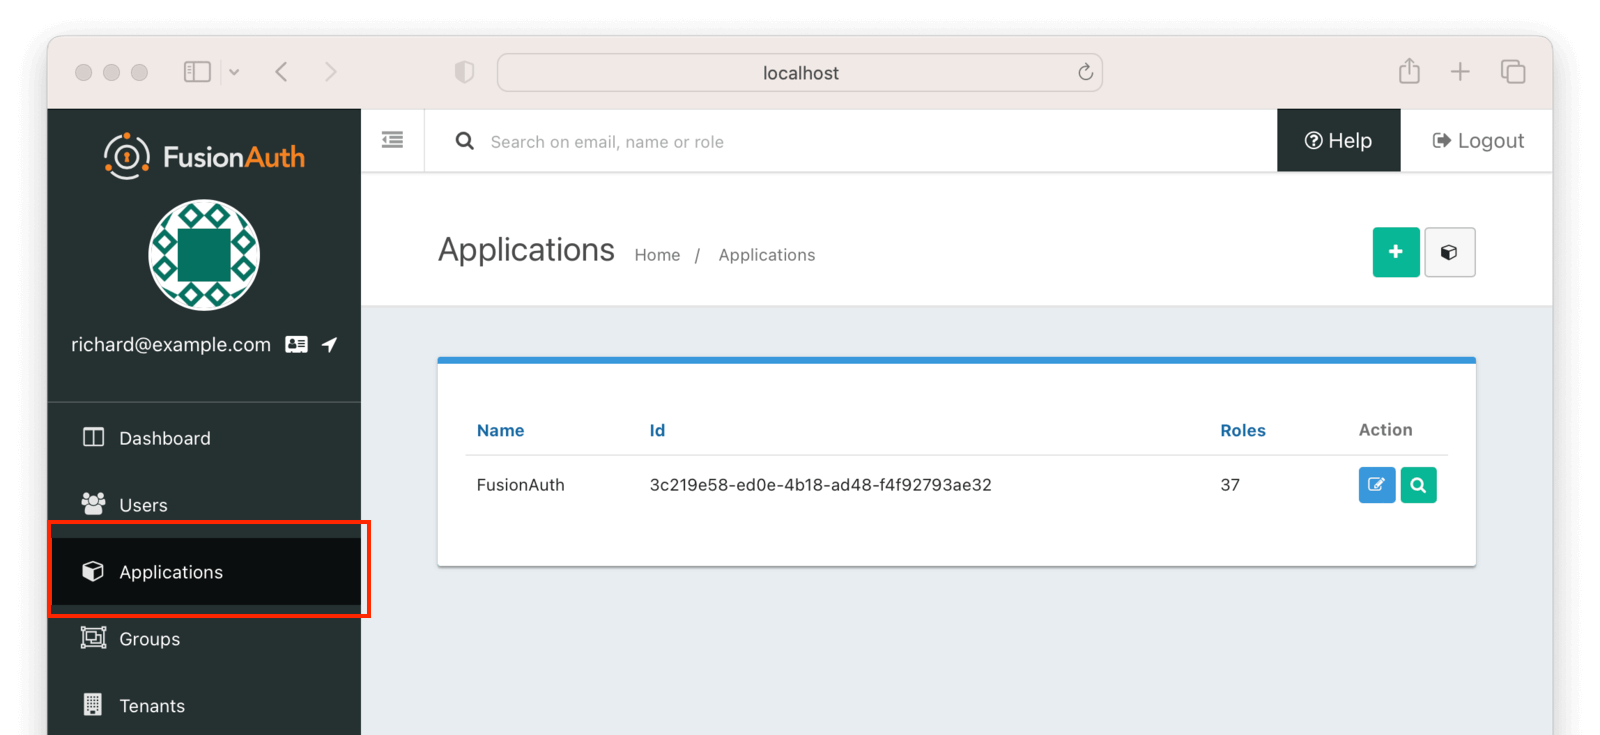 localhost
FusionAuth
Search on email, name or role
Help
Logout
Applications
Home / Applications
richard@example.com
Dashboard
Users
Applications
Groups
Tenants
Name Id Roles Action
FusionAuth 3c219e58-ed0e-4b18-ad48-f4f92793ae32 37